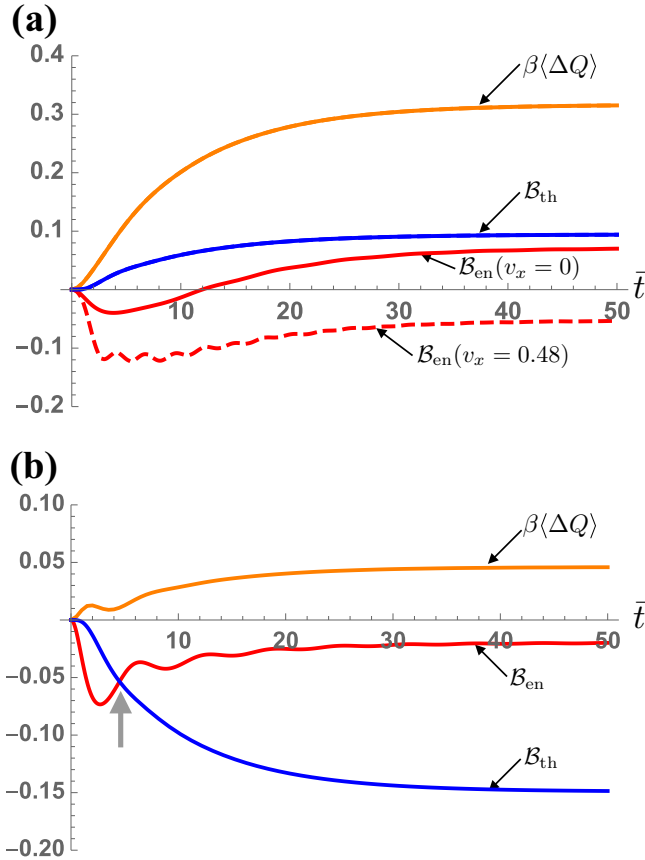 (a)
0.4
β⟨ΔQ⟩
0.3
0.2
𝓑th
0.1
𝓑en(vx = 0)
t̄
10 20 30 40 50
−0.1
𝓑en(vx = 0.48)
−0.2
(b)
0.10
β⟨ΔQ⟩
0.05
t̄
10 20 30 40 50
−0.05
𝓑en
−0.10
𝓑th
−0.15
−0.20